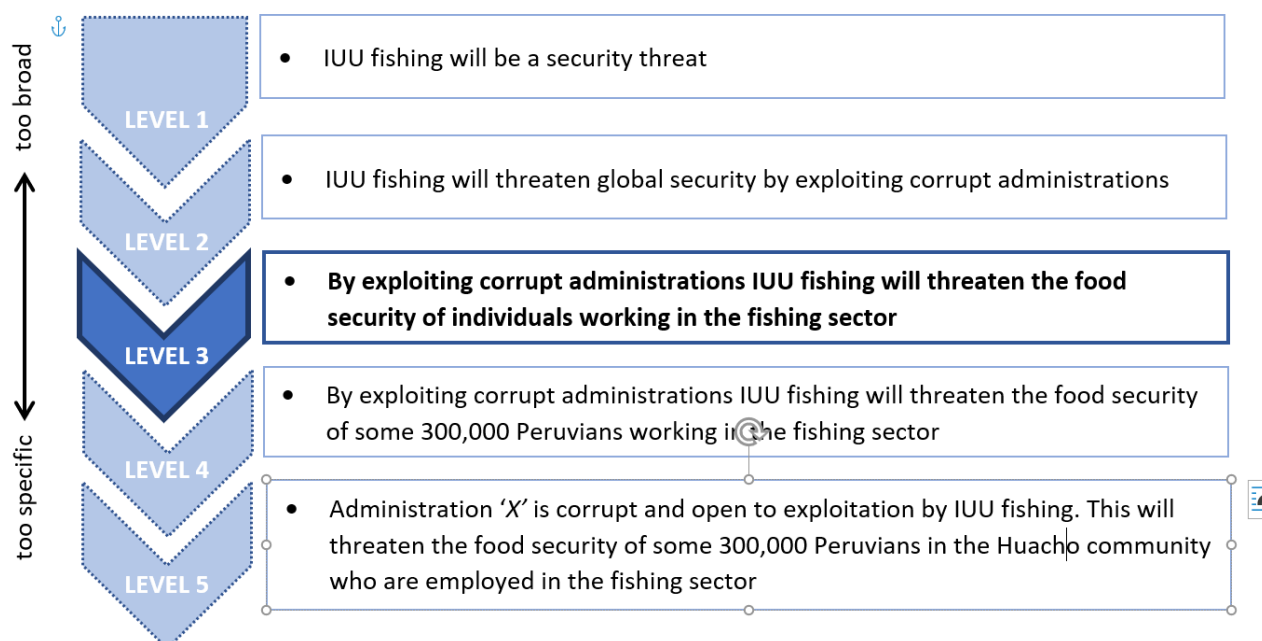 too broad
too specific
LEVEL 1
• IUU fishing will be a security threat
LEVEL 2
• IUU fishing will threaten global security by exploiting corrupt administrations
LEVEL 3
• By exploiting corrupt administrations IUU fishing will threaten the food
security of individuals working in the fishing sector
LEVEL 4
• By exploiting corrupt administrations IUU fishing will threaten the food security
of some 300,000 Peruvians working in the fishing sector
LEVEL 5
• Administration ‘X’ is corrupt and open to exploitation by IUU fishing. This will
threaten the food security of some 300,000 Peruvians in the Huacho community
who are employed in the fishing sector